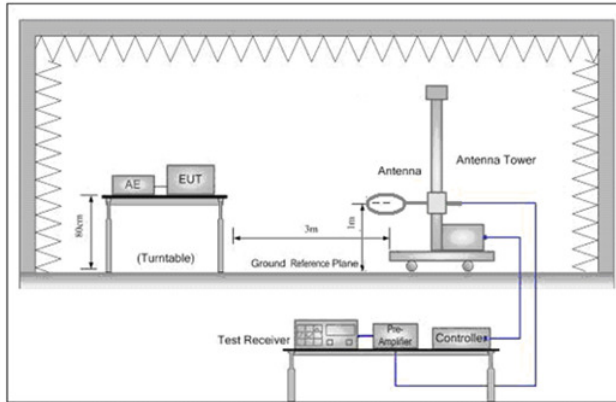 Antenna
Antenna Tower
AE
EUT
80cm
(Turntable)
3m
1m
Ground Reference Plane
Test Receiver
Pre-
Amplifier
Controller